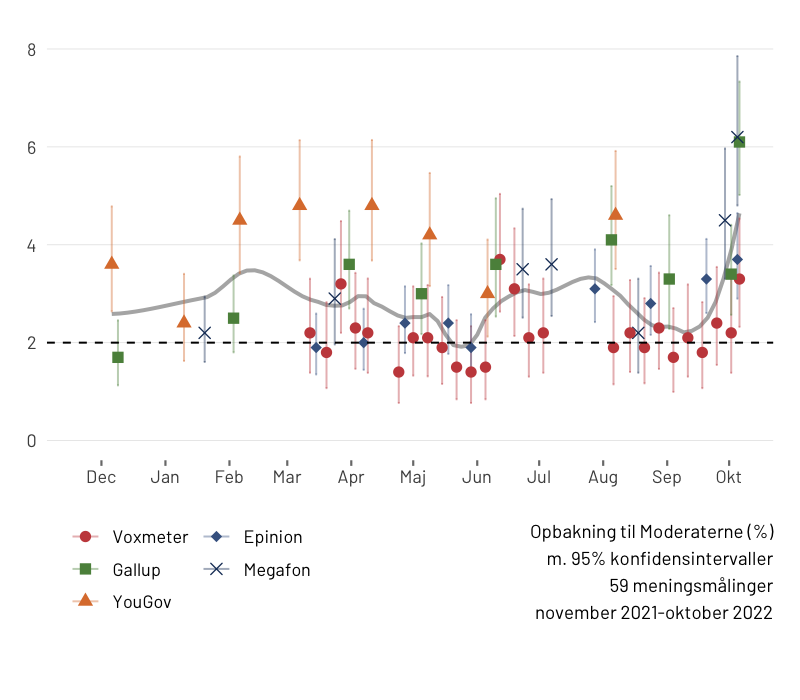 8
6
4
2
0
Dec Jan Feb Mar Apr Maj Jun Jul Aug Sep Okt
Voxmeter Epinion
Gallup Megafon
YouGov
Opbakning til Moderaterne (%)
m. 95% konfidensintervaller
59 meningsmålinger
november 2021-oktober 2022